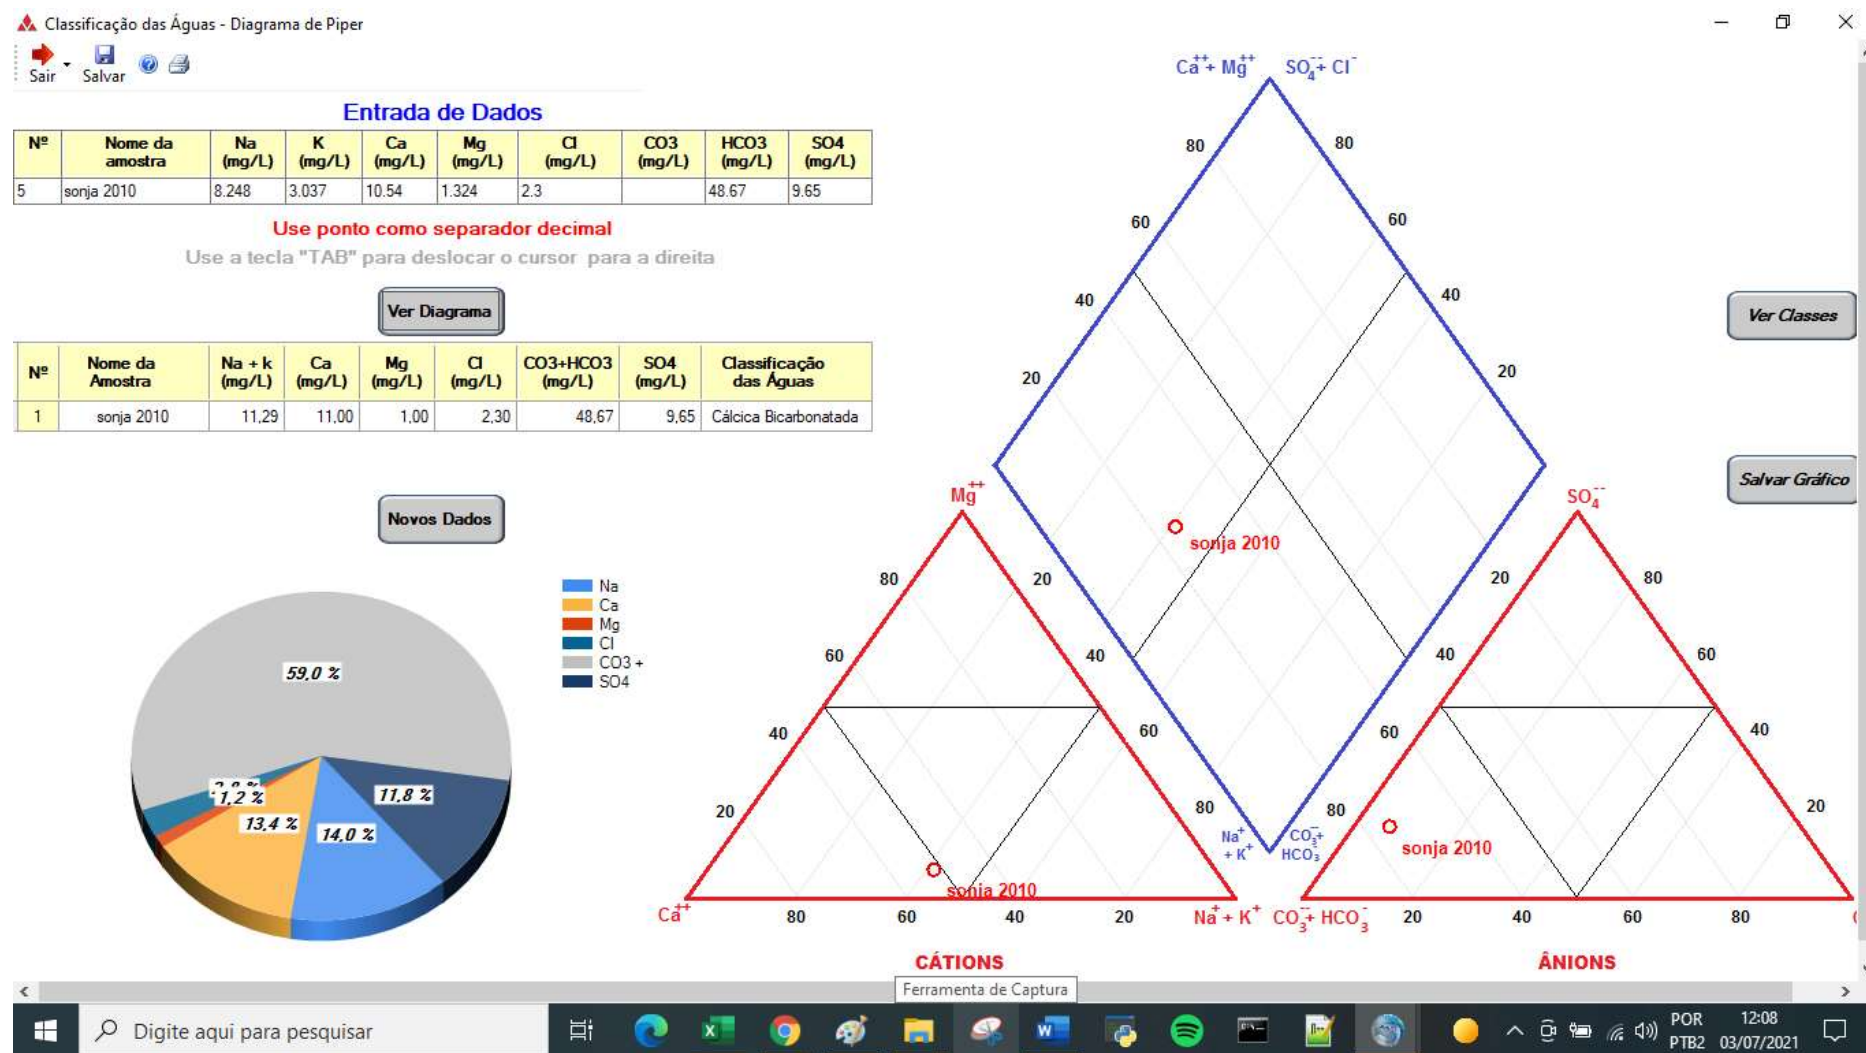 Classificação das Águas - Diagrama de Piper
Sair Salvar
Entrada de Dados
Nº Nome da amostra Na (mg/L) K (mg/L) Ca (mg/L) Mg (mg/L) Cl (mg/L) CO3 (mg/L) HCO3 (mg/L) SO4 (mg/L)
5 sonja 2010 8.248 3.037 10.54 1.324 2.3 48.67 9.65
Use ponto como separador decimal
Use a tecla "TAB" para deslocar o cursor para a direita
Ver Diagrama
Nº Nome da Amostra Na + k (mg/L) Ca (mg/L) Mg (mg/L) Cl (mg/L) CO3+HCO3 (mg/L) SO4 (mg/L) Classificação das Águas
1 sonja 2010 11,29 11,00 1,00 2,30 48,67 9,65 Cálcica Bicarbonatada
Novos Dados
Na
Ca
Mg
Cl
CO3 +
SO4
59,0 %
1,2 %
11,8 %
13,4 %
14,0 %
Ca++ + Mg++ SO4-- + Cl-
80 80
60 60
40 40
20 20
sonja 2010
Ver Classes
Salvar Gráfico
Mg++
80 20
60 40
40 60
20 80
sonja 2010
Ca++ 80 60 40 20 Na+ + K+
CÁTIONS
Na+ + K+
CO3-- + HCO3-
SO4--
20 80
40 60
60 40
80 20
sonja 2010
CO3-- + HCO3- 20 40 60 80
ÂNIONS
Ferramenta de Captura
Digite aqui para pesquisar
POR
PTB2
12:08
03/07/2021